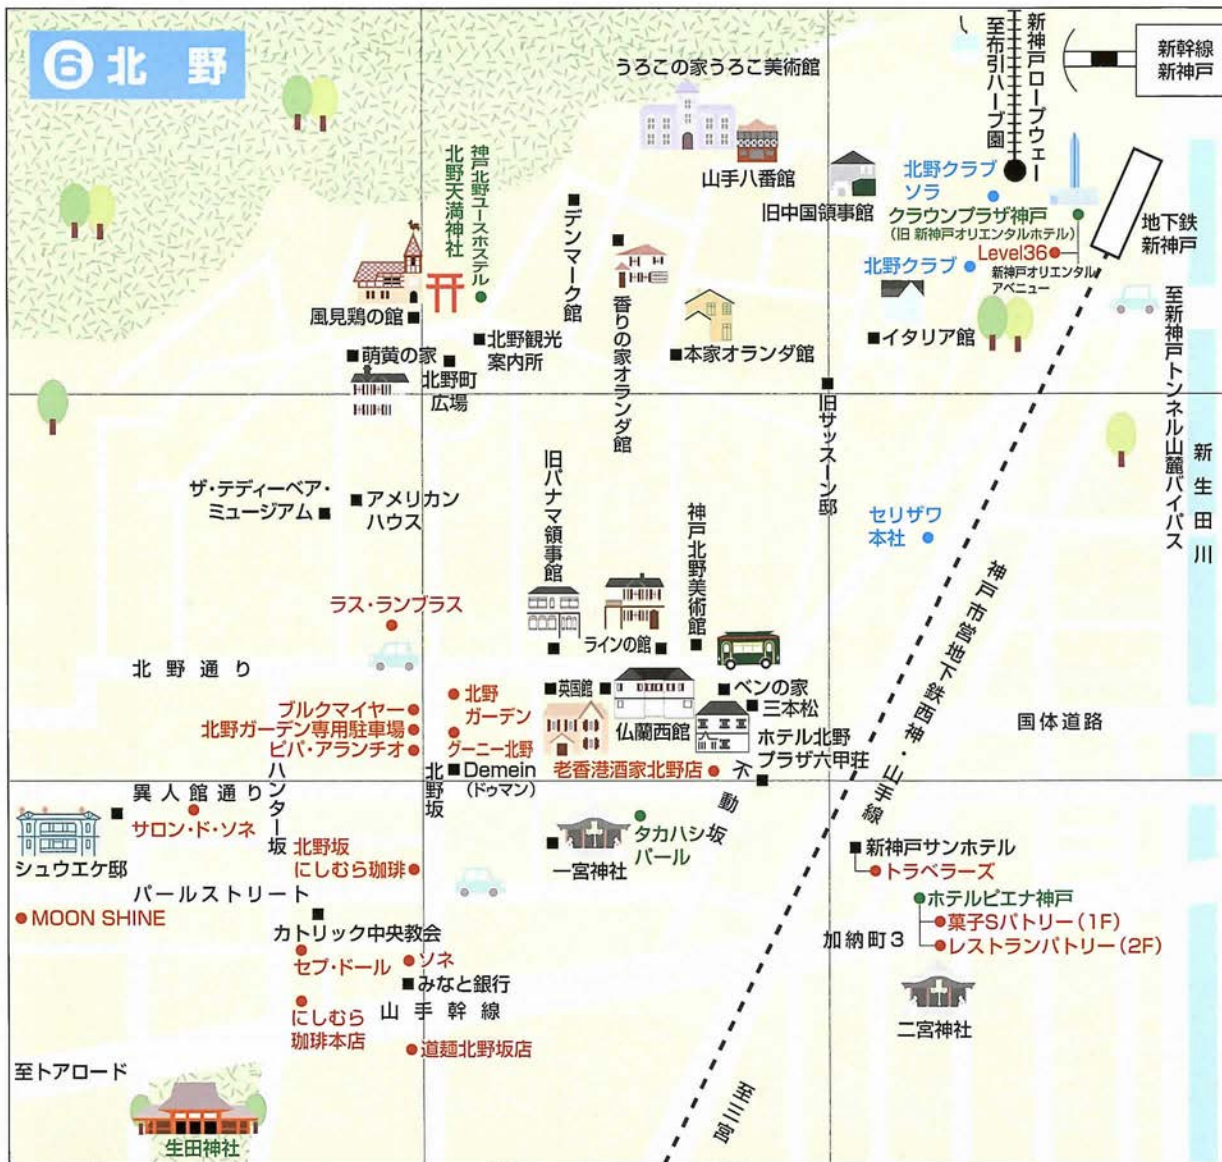 ⑥北野
うろこの家うろこ美術館
新神戸ロープウェー
至布引ハーブ園
新幹線
新神戸
山手八番館
旧中国領事館
北野クラブ
ソラ
クラウンプラザ神戸
(旧 新神戸オリエンタルホテル)
Level36
新神戸オリエンタル
アベニュー
地下鉄
新神戸
北野クラブ
神戸北野ユースホステル
北野天満神社
デンマーク館
香りの家オランダ館
風見鶏の館
北野観光
案内所
本家オランダ館
イタリア館
萌黄の家
北野町
広場
至新神戸トンネル山麓バイパス
新生田川
旧サッスーン邸
ザ・テディーベア・
ミュージアム
アメリカン
ハウス
旧パナマ領事館
神戸北野美術館
セリザワ
本社
神戸市営地下鉄西神・山手線
ラス・ランブラス
ラインの館
北野通り
北野
ガーデン
英国館
仏蘭西館
ベンの家
三本松
国体道路
ブルクマイヤー
北野ガーデン専用駐車場
ピパ・アランチオ
グーニー北野
Demein
(ドゥマン)
ホテル北野
プラザ六甲荘
老香港酒家北野店
不動坂
ハンター坂
北野坂
異人館通り
サロン・ド・ソネ
シュウエケ邸
北野坂
にしむら珈琲
一宮神社
タカハシ
パール
新神戸サンホテル
トラベラーズ
パールストリート
MOON SHINE
カトリック中央教会
ホテルピエナ神戸
菓子Sパトリー(1F)
レストランパトリー(2F)
加納町3
セプ・ドール
ソネ
みなと銀行
山手幹線
にしむら
珈琲本店
二宮神社
道麺北野坂店
至トアロード
生田神社
至三宮